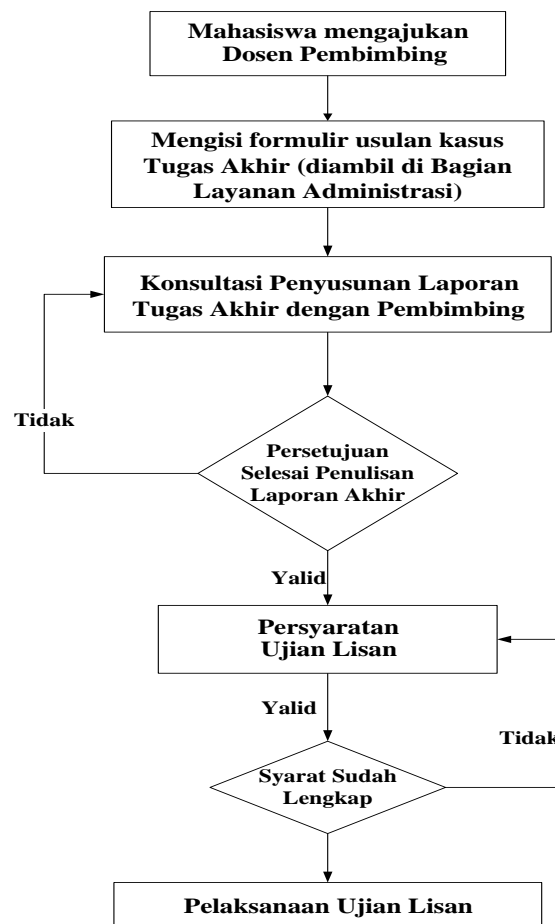 Mahasiswa mengajukan
Dosen Pembimbing
Mengisi formulir usulan kasus
Tugas Akhir (diambil di Bagian
Layanan Administrasi)
Konsultasi Penyusunan Laporan
Tugas Akhir dengan Pembimbing
Tidak
Persetujuan
Selesai Penulisan
Laporan Akhir
Yalid
Persyaratan
Ujian Lisan
Yalid
Tidak
Syarat Sudah
Lengkap
Pelaksanaan Ujian Lisan